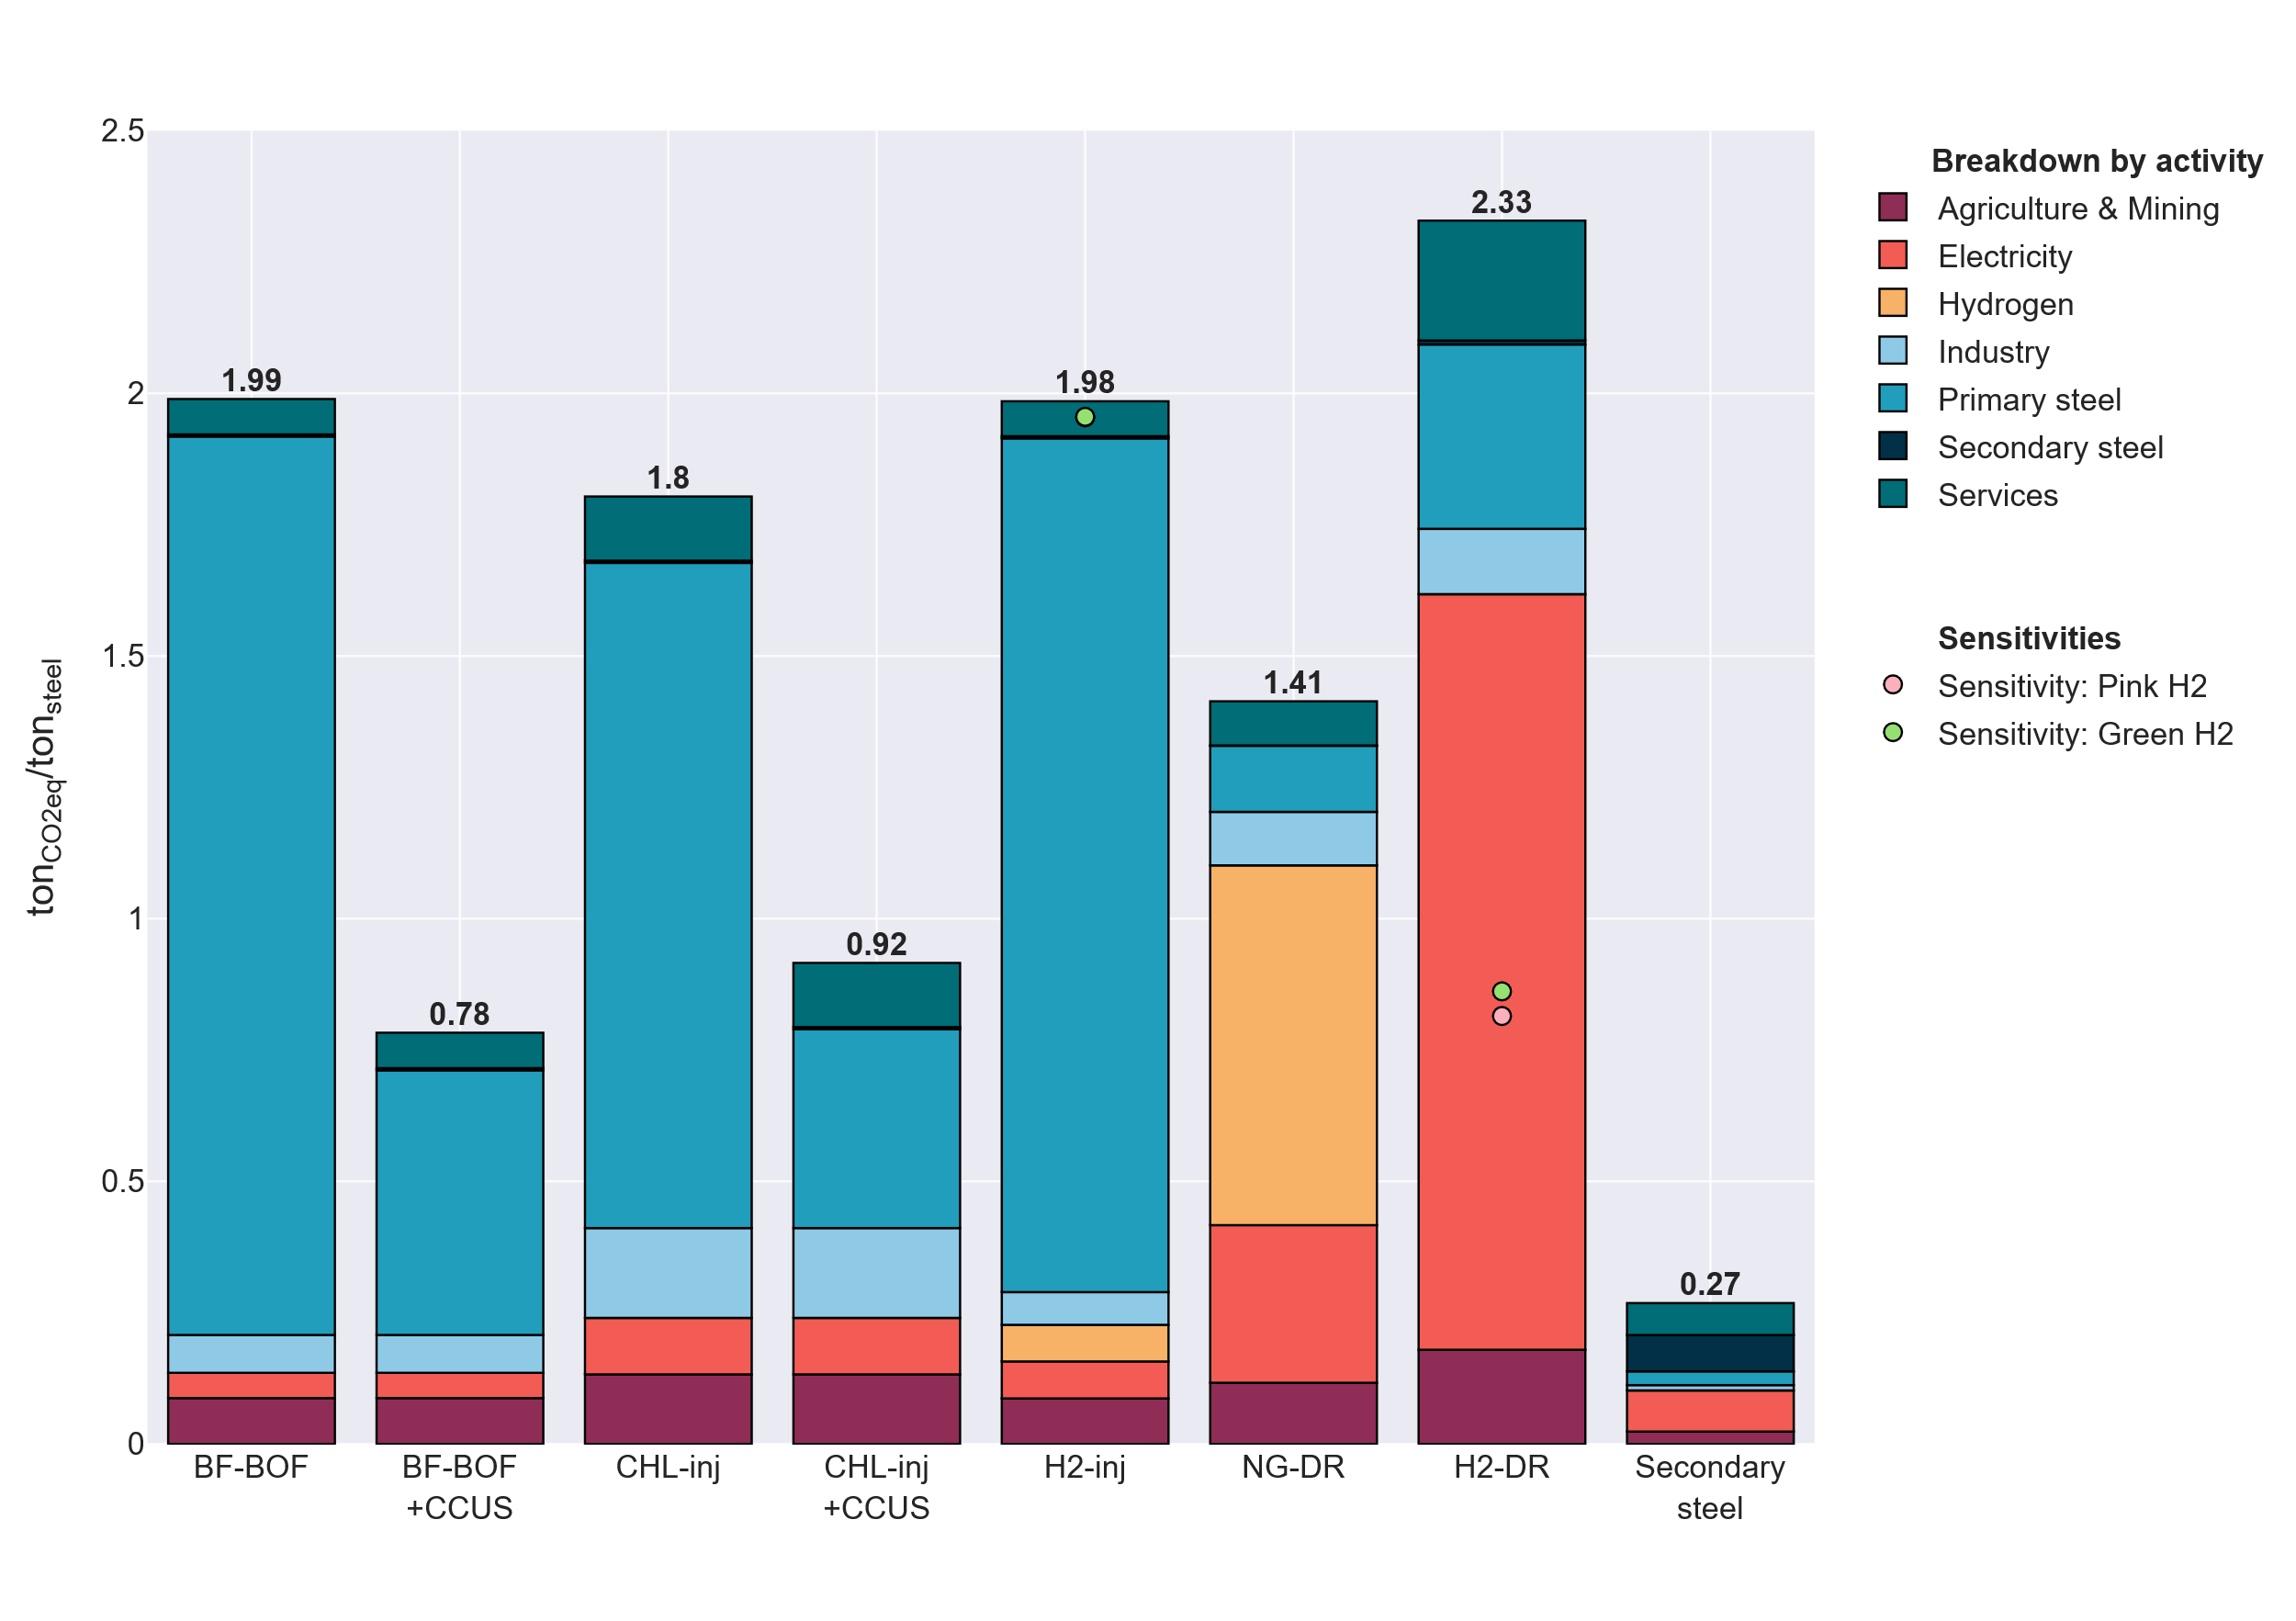 2.5
2
1.5
1
0.5
0
ton_CO2eq/ton_steel
1.99
0.78
1.8
0.92
1.98
1.41
2.33
0.27
BF-BOF
BF-BOF
+CCUS
CHL-inj
CHL-inj
+CCUS
H2-inj
NG-DR
H2-DR
Secondary
steel
Breakdown by activity
Agriculture & Mining
Electricity
Hydrogen
Industry
Primary steel
Secondary steel
Services
Sensitivities
Sensitivity: Pink H2
Sensitivity: Green H2